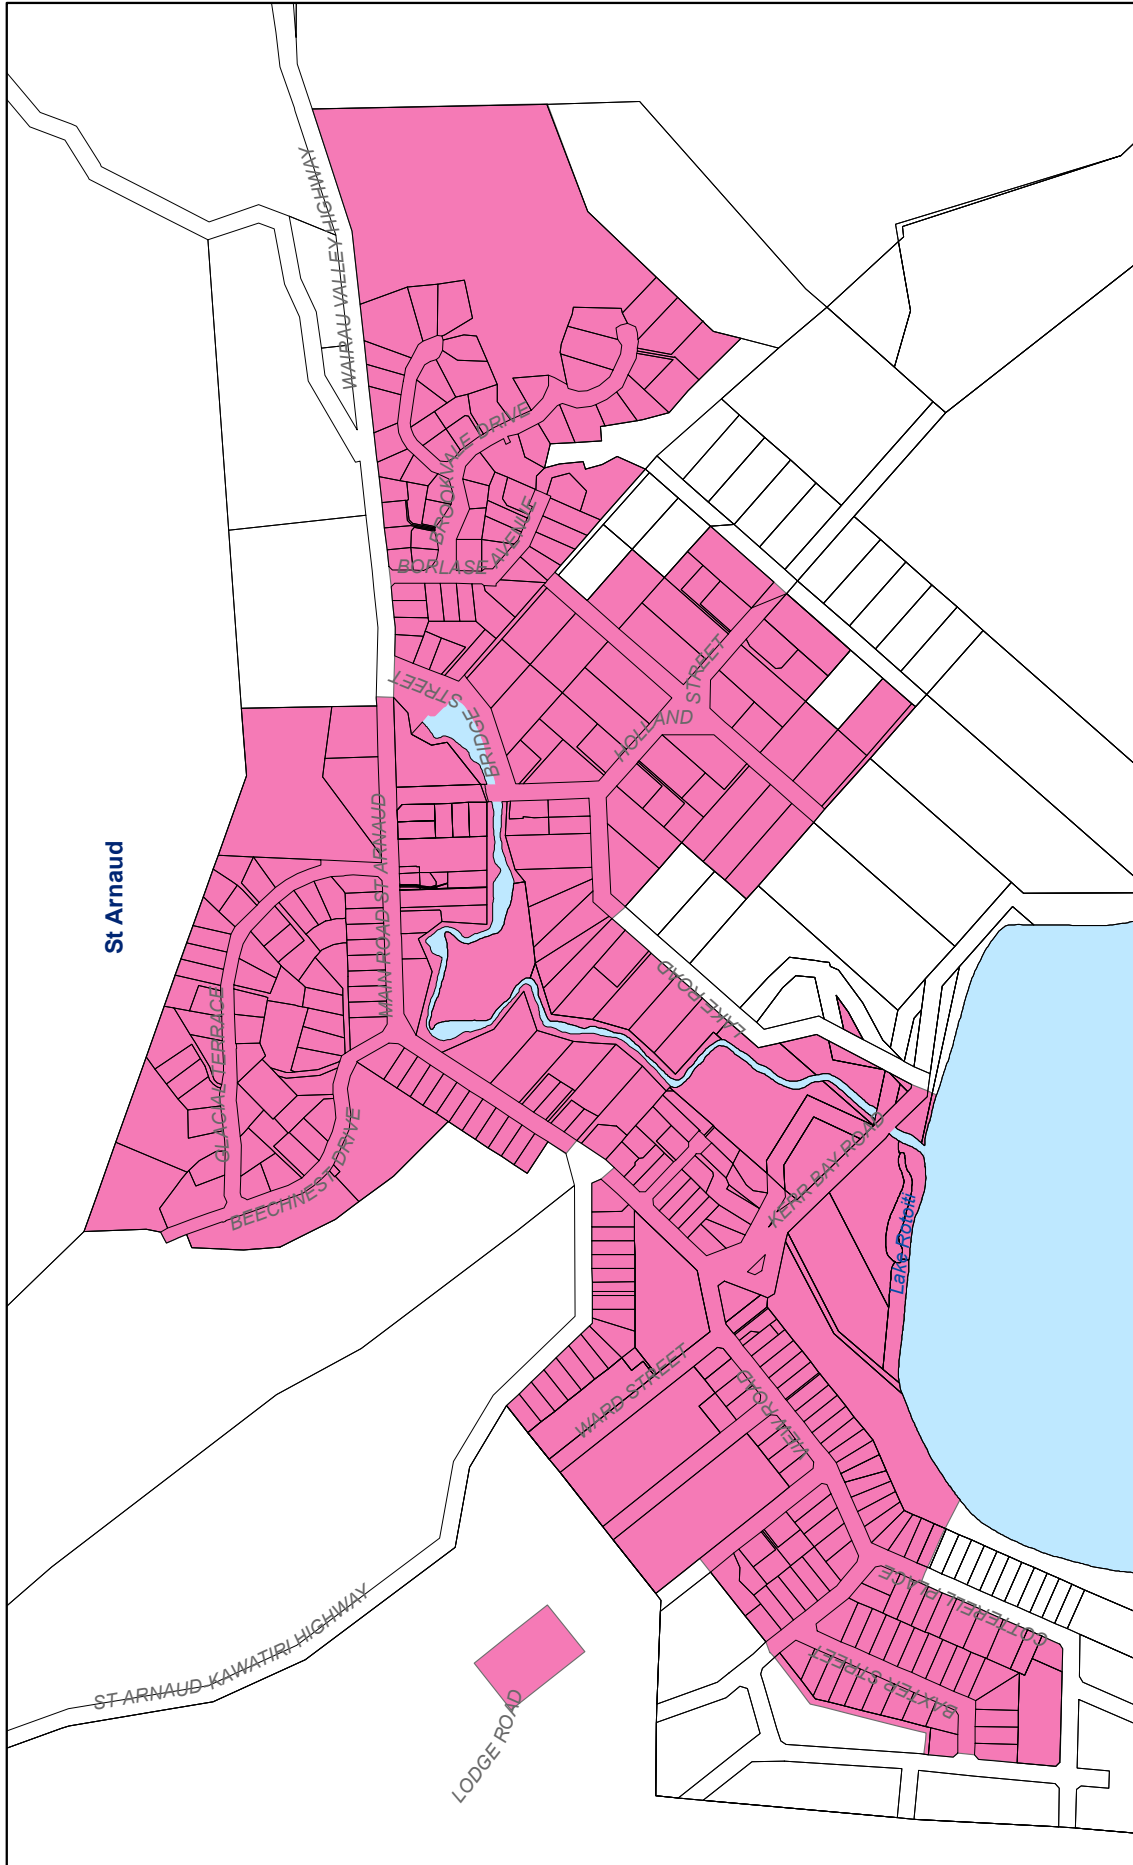 WAIRAU VALLEY HIGHWAY
BROOKVALE DRIVE
BORLASE AVENUE
BRIDGE STREET
HOLLAND STREET
St Arnaud
MAIN ROAD ST ARNAUD
LAKE ROAD
GLACIAL TERRACE
BEECHNEST DRIVE
KERR BAY ROAD
Lake Rotoiti
WARD STREET
VIEW ROAD
COTTERELL PLACE
BAXTER STREET
ST ARNAUD KAWATIRI HIGHWAY
LODGE ROAD